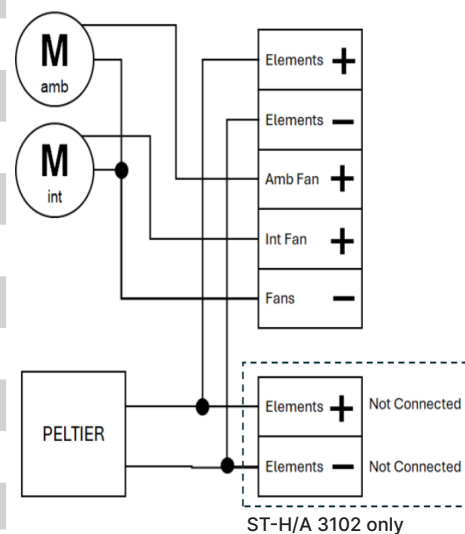 M
amb
M
int
Elements +
Elements −
Amb Fan +
Int Fan +
Fans −
PELTIER
Elements + Not Connected
Elements − Not Connected
ST-H/A 3102 only